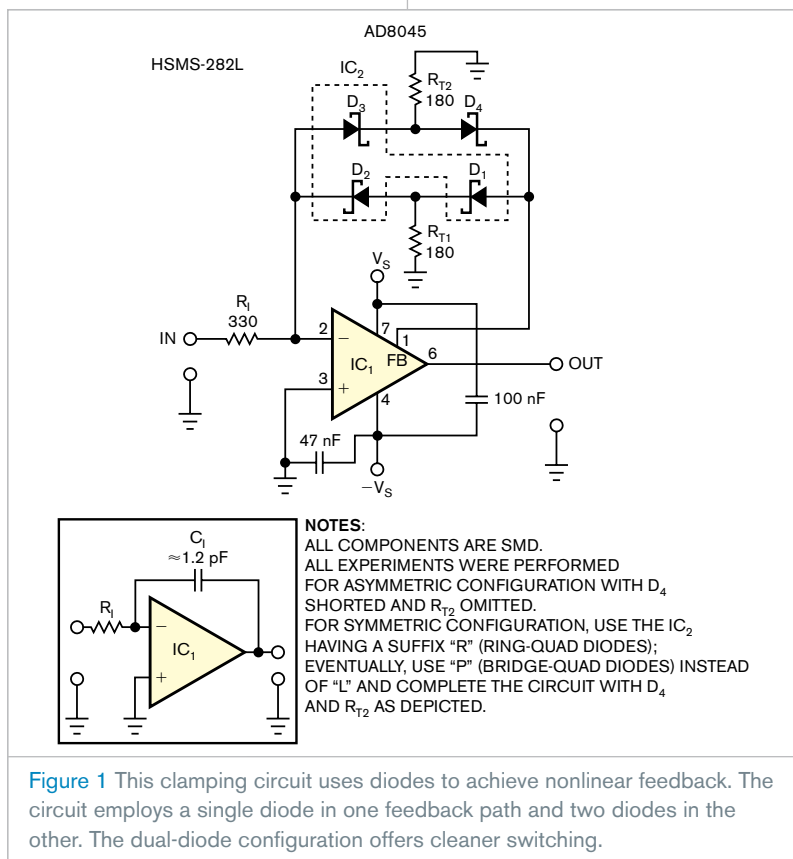 AD8045
HSMS-282L
IC2
RT2
180
D3
D4
D2
D1
RT1
180
VS
RI
330
IN
2
−
7
1
FB
6
IC1
OUT
3
+
4
100 nF
47 nF
−VS
CI
≈1.2 pF
RI
−
IC1
+
NOTES:
ALL COMPONENTS ARE SMD.
ALL EXPERIMENTS WERE PERFORMED
FOR ASYMMETRIC CONFIGURATION WITH D4
SHORTED AND RT2 OMITTED.
FOR SYMMETRIC CONFIGURATION, USE THE IC2
HAVING A SUFFIX “R” (RING-QUAD DIODES);
EVENTUALLY, USE “P” (BRIDGE-QUAD DIODES) INSTEAD
OF “L” AND COMPLETE THE CIRCUIT WITH D4
AND RT2 AS DEPICTED.
Figure 1 This clamping circuit uses diodes to achieve nonlinear feedback. The
circuit employs a single diode in one feedback path and two diodes in the
other. The dual-diode configuration offers cleaner switching.